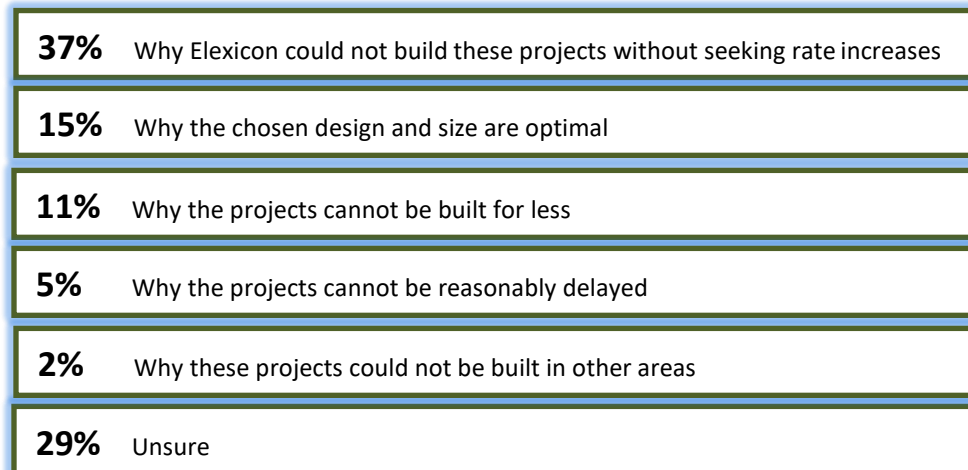 37% Why Elexicon could not build these projects without seeking rate increases
15% Why the chosen design and size are optimal
11% Why the projects cannot be built for less
5% Why the projects cannot be reasonably delayed
2% Why these projects could not be built in other areas
29% Unsure